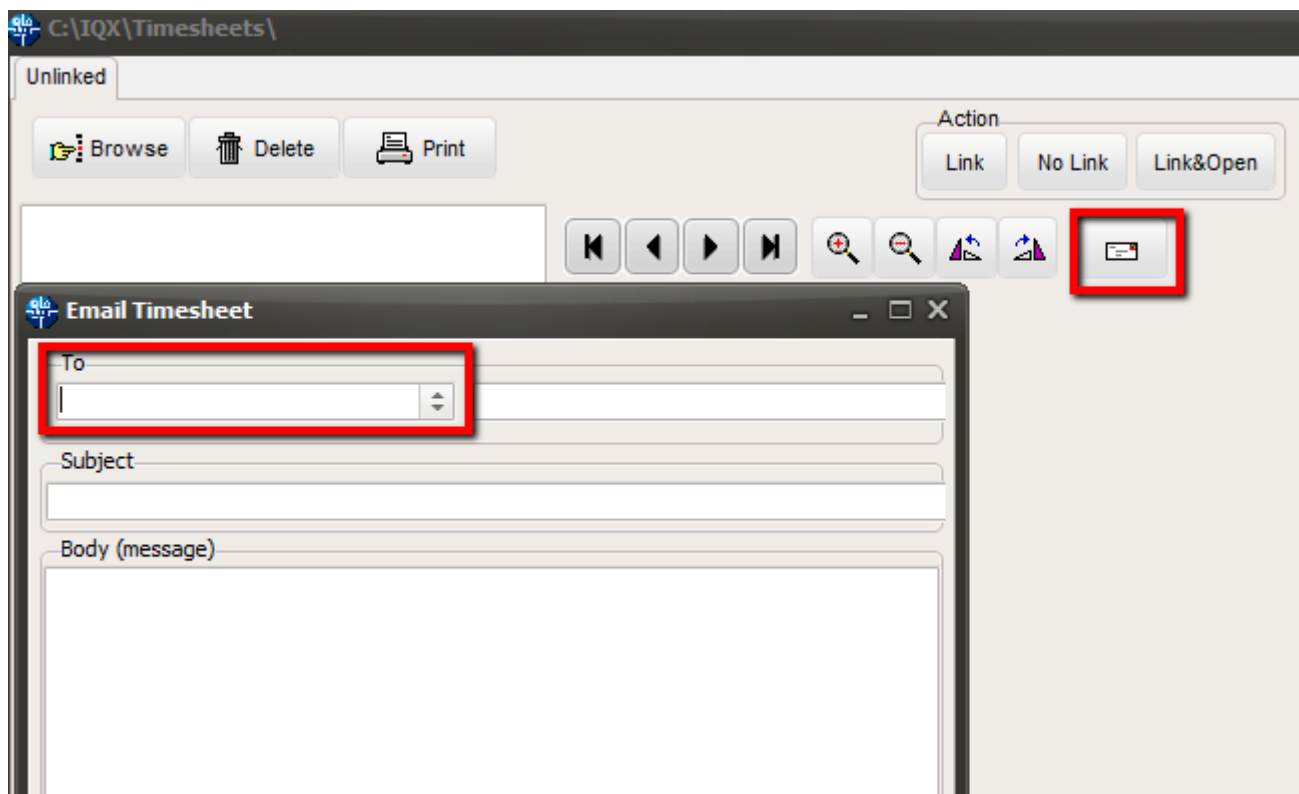 C:\IQX\Timesheets\
Unlinked
Browse Delete Print
Action
Link No Link Link&Open
Email Timesheet
To
Subject
Body (message)